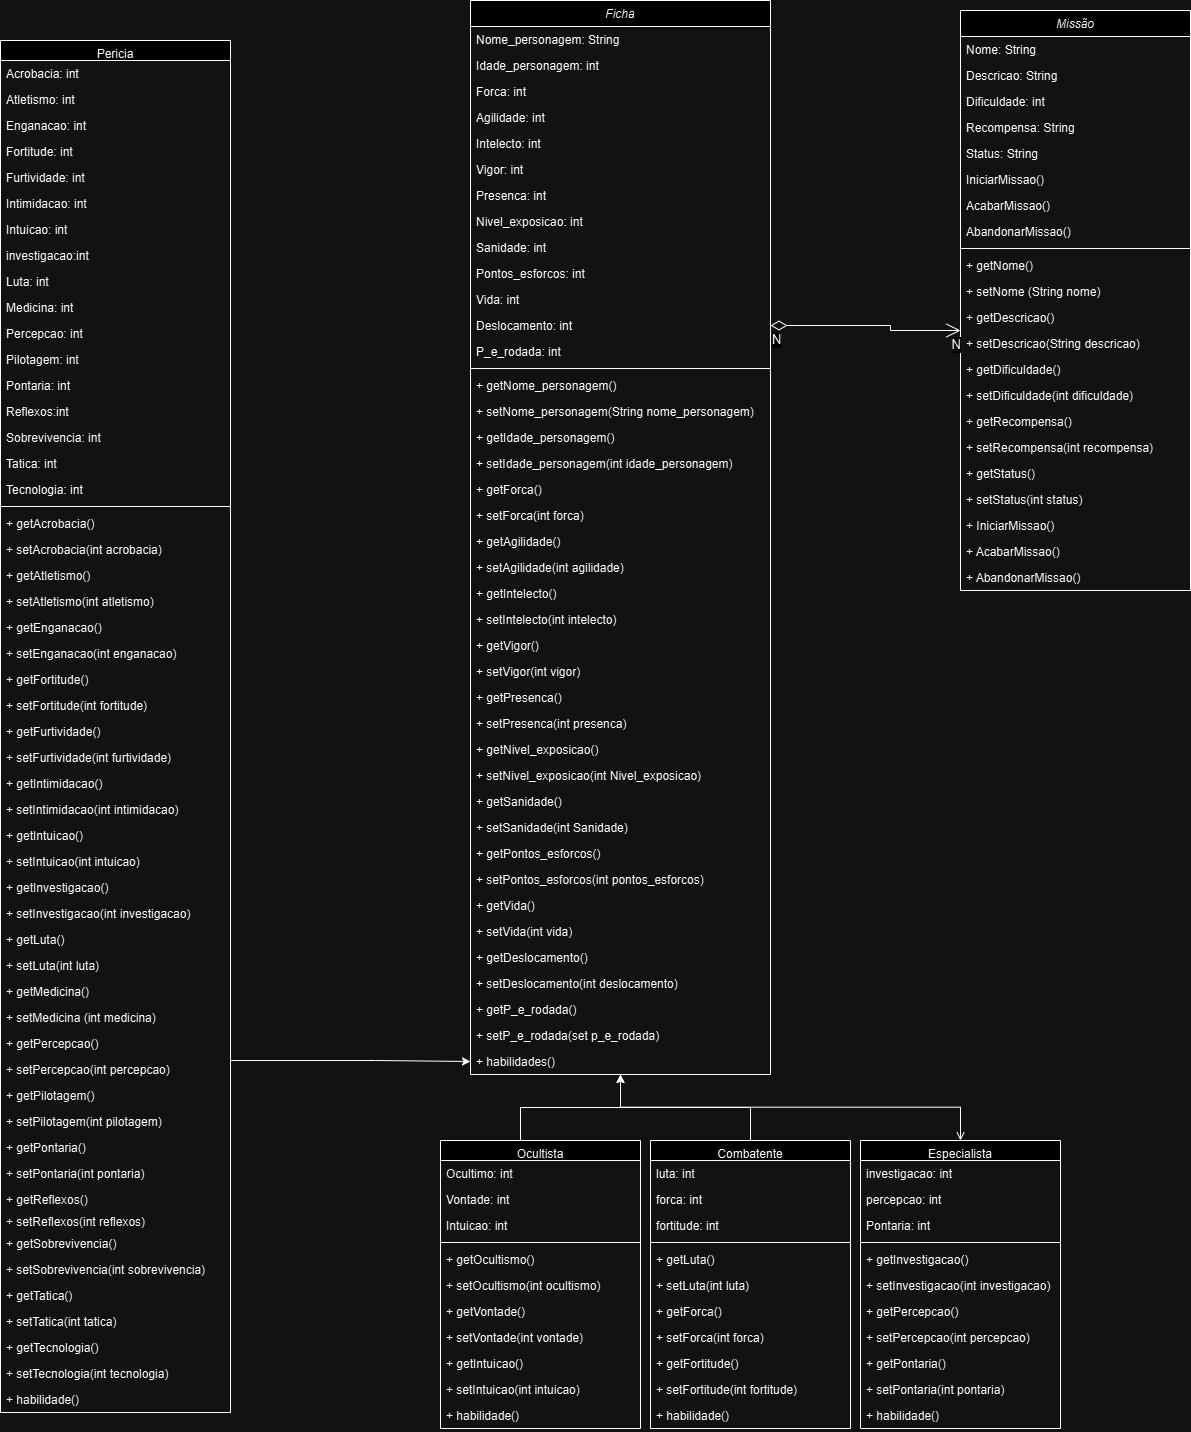 Pericia
Acrobacia: int
Atletismo: int
Enganacao: int
Fortitude: int
Furtividade: int
Intimidacao: int
Intuicao: int
investigacao:int
Luta: int
Medicina: int
Percepcao: int
Pilotagem: int
Pontaria: int
Reflexos:int
Sobrevivencia: int
Tatica: int
Tecnologia: int
+ getAcrobacia()
+ setAcrobacia(int acrobacia)
+ getAtletismo()
+ setAtletismo(int atletismo)
+ getEnganacao()
+ setEnganacao(int enganacao)
+ getFortitude()
+ setFortitude(int fortitude)
+ getFurtividade()
+ setFurtividade(int furtividade)
+ getIntimidacao()
+ setIntimidacao(int intimidacao)
+ getIntuicao()
+ setIntuicao(int intuicao)
+ getInvestigacao()
+ setInvestigacao(int investigacao)
+ getLuta()
+ setLuta(int luta)
+ getMedicina()
+ setMedicina (int medicina)
+ getPercepcao()
+ setPercepcao(int percepcao)
+ getPilotagem()
+ setPilotagem(int pilotagem)
+ getPontaria()
+ setPontaria(int pontaria)
+ getReflexos()
+ setReflexos(int reflexos)
+ getSobrevivencia()
+ setSobrevivencia(int sobrevivencia)
+ getTatica()
+ setTatica(int tatica)
+ getTecnologia()
+ setTecnologia(int tecnologia)
+ habilidade()
Ficha
Nome_personagem: String
Idade_personagem: int
Forca: int
Agilidade: int
Intelecto: int
Vigor: int
Presenca: int
Nivel_exposicao: int
Sanidade: int
Pontos_esforcos: int
Vida: int
Deslocamento: int
P_e_rodada: int
+ getNome_personagem()
+ setNome_personagem(String nome_personagem)
+ getIdade_personagem()
+ setIdade_personagem(int idade_personagem)
+ getForca()
+ setForca(int forca)
+ getAgilidade()
+ setAgilidade(int agilidade)
+ getIntelecto()
+ setIntelecto(int intelecto)
+ getVigor()
+ setVigor(int vigor)
+ getPresenca()
+ setPresenca(int presenca)
+ getNivel_exposicao()
+ setNivel_exposicao(int Nivel_exposicao)
+ getSanidade()
+ setSanidade(int Sanidade)
+ getPontos_esforcos()
+ setPontos_esforcos(int pontos_esforcos)
+ getVida()
+ setVida(int vida)
+ getDeslocamento()
+ setDeslocamento(int deslocamento)
+ getP_e_rodada()
+ setP_e_rodada(set p_e_rodada)
+ habilidades()
N
N
Missão
Nome: String
Descricao: String
Dificuldade: int
Recompensa: String
Status: String
IniciarMissao()
AcabarMissao()
AbandonarMissao()
+ getNome()
+ setNome (String nome)
+ getDescricao()
+ setDescricao(String descricao)
+ getDificuldade()
+ setDificuldade(int dificuldade)
+ getRecompensa()
+ setRecompensa(int recompensa)
+ getStatus()
+ setStatus(int status)
+ IniciarMissao()
+ AcabarMissao()
+ AbandonarMissao()
Ocultista
Ocultimo: int
Vontade: int
Intuicao: int
+ getOcultismo()
+ setOcultismo(int ocultismo)
+ getVontade()
+ setVontade(int vontade)
+ getIntuicao()
+ setIntuicao(int intuicao)
+ habilidade()
Combatente
luta: int
forca: int
fortitude: int
+ getLuta()
+ setLuta(int luta)
+ getForca()
+ setForca(int forca)
+ getFortitude()
+ setFortitude(int fortitude)
+ habilidade()
Especialista
investigacao: int
percepcao: int
Pontaria: int
+ getInvestigacao()
+ setInvestigacao(int investigacao)
+ getPercepcao()
+ setPercepcao(int percepcao)
+ getPontaria()
+ setPontaria(int pontaria)
+ habilidade()